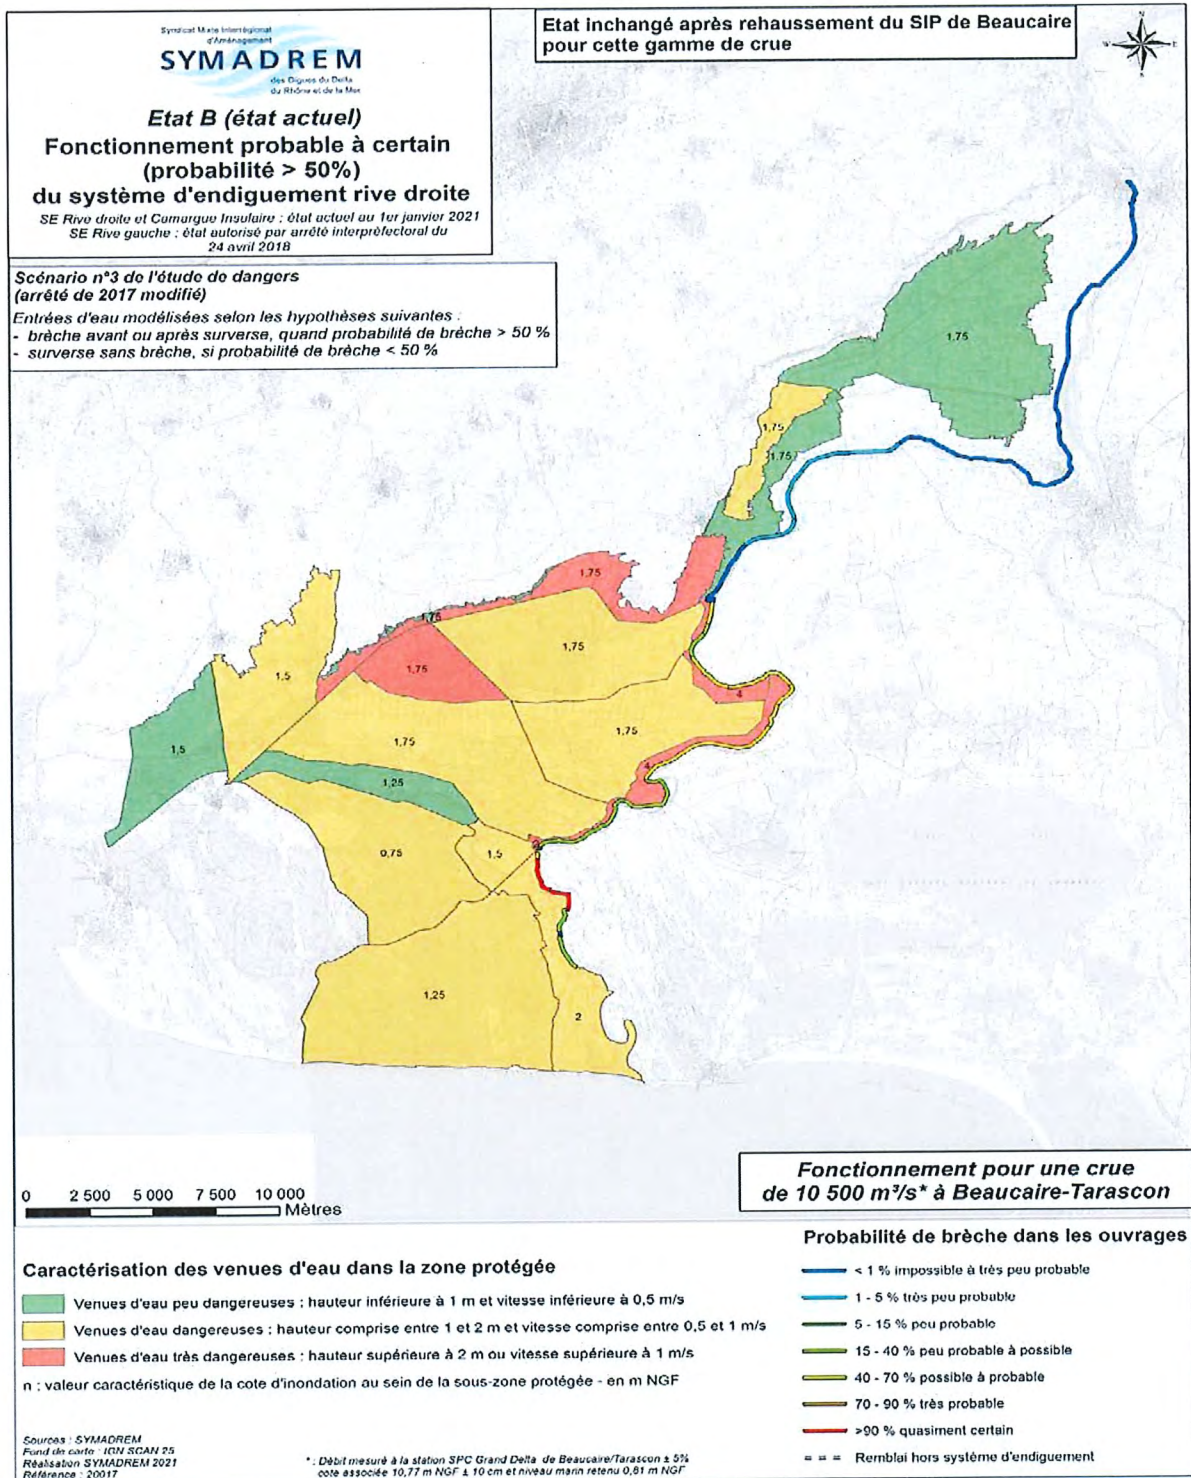 Syndicat Mixte Interrégional
d'Aménagement
SYMADREM
des Digues du Delta
du Rhône et de la Mer
Etat B (état actuel)
Fonctionnement probable à certain
(probabilité > 50%)
du système d'endiguement rive droite
SE Rive droite et Camargue Insulaire : état actuel au 1er janvier 2021
SE Rive gauche : état autorisé par arrêté interpréfectoral du
24 avril 2018
Etat inchangé après rehaussement du SIP de Beaucaire
pour cette gamme de crue
N
W
E
S
Scénario n°3 de l'étude de dangers
(arrêté de 2017 modifié)
Entrées d'eau modélisées selon les hypothèses suivantes :
- brèche avant ou après surverse, quand probabilité de brèche > 50 %
- surverse sans brèche, si probabilité de brèche < 50 %
1,75
1,75
1,75
1,75
1,75
1,75
1,75
1,5
4
1,5
1,75
1,75
4
1,25
0,75
1,5
1,25
2
0 2 500 5 000 7 500 10 000
Mètres
Fonctionnement pour une crue
de 10 500 m³/s* à Beaucaire-Tarascon
Caractérisation des venues d'eau dans la zone protégée
Venues d'eau peu dangereuses : hauteur inférieure à 1 m et vitesse inférieure à 0,5 m/s
Venues d'eau dangereuses : hauteur comprise entre 1 et 2 m et vitesse comprise entre 0,5 et 1 m/s
Venues d'eau très dangereuses : hauteur supérieure à 2 m ou vitesse supérieure à 1 m/s
n : valeur caractéristique de la cote d'inondation au sein de la sous-zone protégée - en m NGF
Probabilité de brèche dans les ouvrages
< 1 % impossible à très peu probable
1 - 5 % très peu probable
5 - 15 % peu probable
15 - 40 % peu probable à possible
40 - 70 % possible à probable
70 - 90 % très probable
>90 % quasiment certain
Remblai hors système d'endiguement
Sources : SYMADREM
Fond de carte : IGN SCAN 25
Réalisation SYMADREM 2021
Référence : 20017
* : Débit mesuré à la station SPC Grand Delta de Beaucaire/Tarascon ± 5%
cote associée 10,77 m NGF ± 10 cm et niveau marin retenu 0,61 m NGF